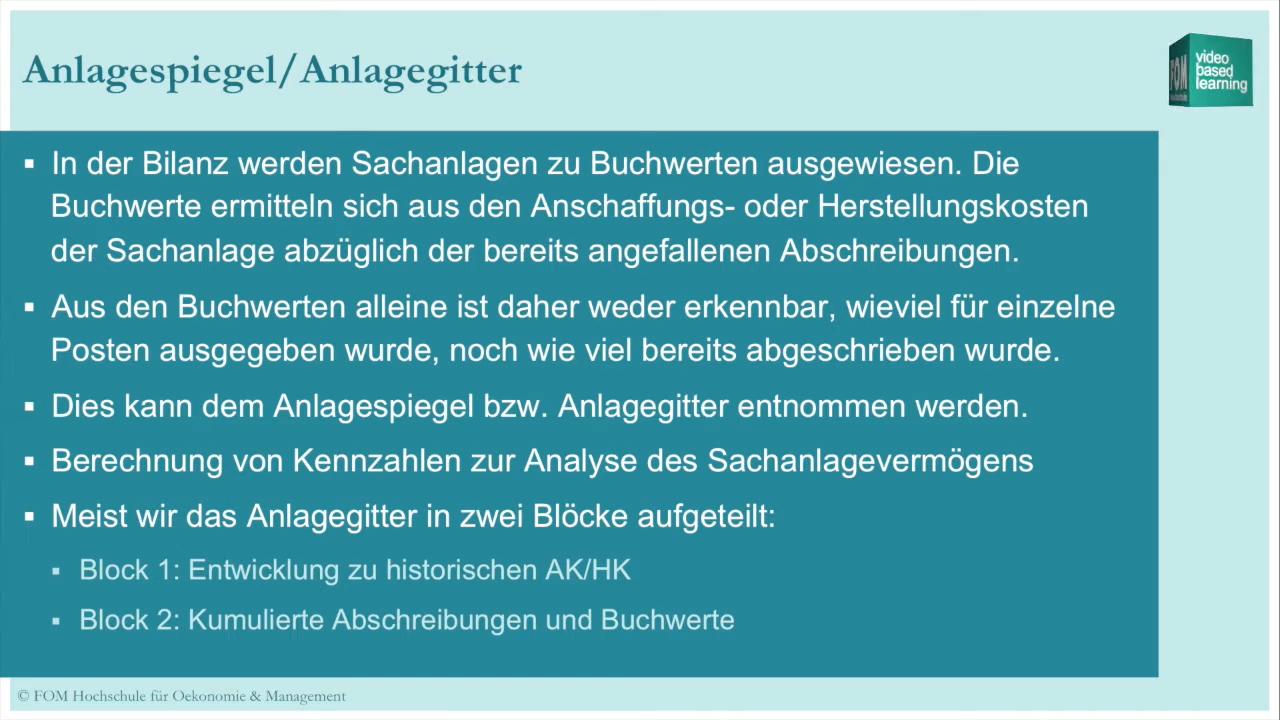 Anlagespiegel/Anlagegitter
FOM
video
based
learning
▪ In der Bilanz werden Sachanlagen zu Buchwerten ausgewiesen. Die
Buchwerte ermitteln sich aus den Anschaffungs- oder Herstellungskosten
der Sachanlage abzüglich der bereits angefallenen Abschreibungen.
▪ Aus den Buchwerten alleine ist daher weder erkennbar, wieviel für einzelne
Posten ausgegeben wurde, noch wie viel bereits abgeschrieben wurde.
▪ Dies kann dem Anlagespiegel bzw. Anlagegitter entnommen werden.
▪ Berechnung von Kennzahlen zur Analyse des Sachanlagevermögens
▪ Meist wir das Anlagegitter in zwei Blöcke aufgeteilt:
▪ Block 1: Entwicklung zu historischen AK/HK
▪ Block 2: Kumulierte Abschreibungen und Buchwerte
© FOM Hochschule für Oekonomie & Management